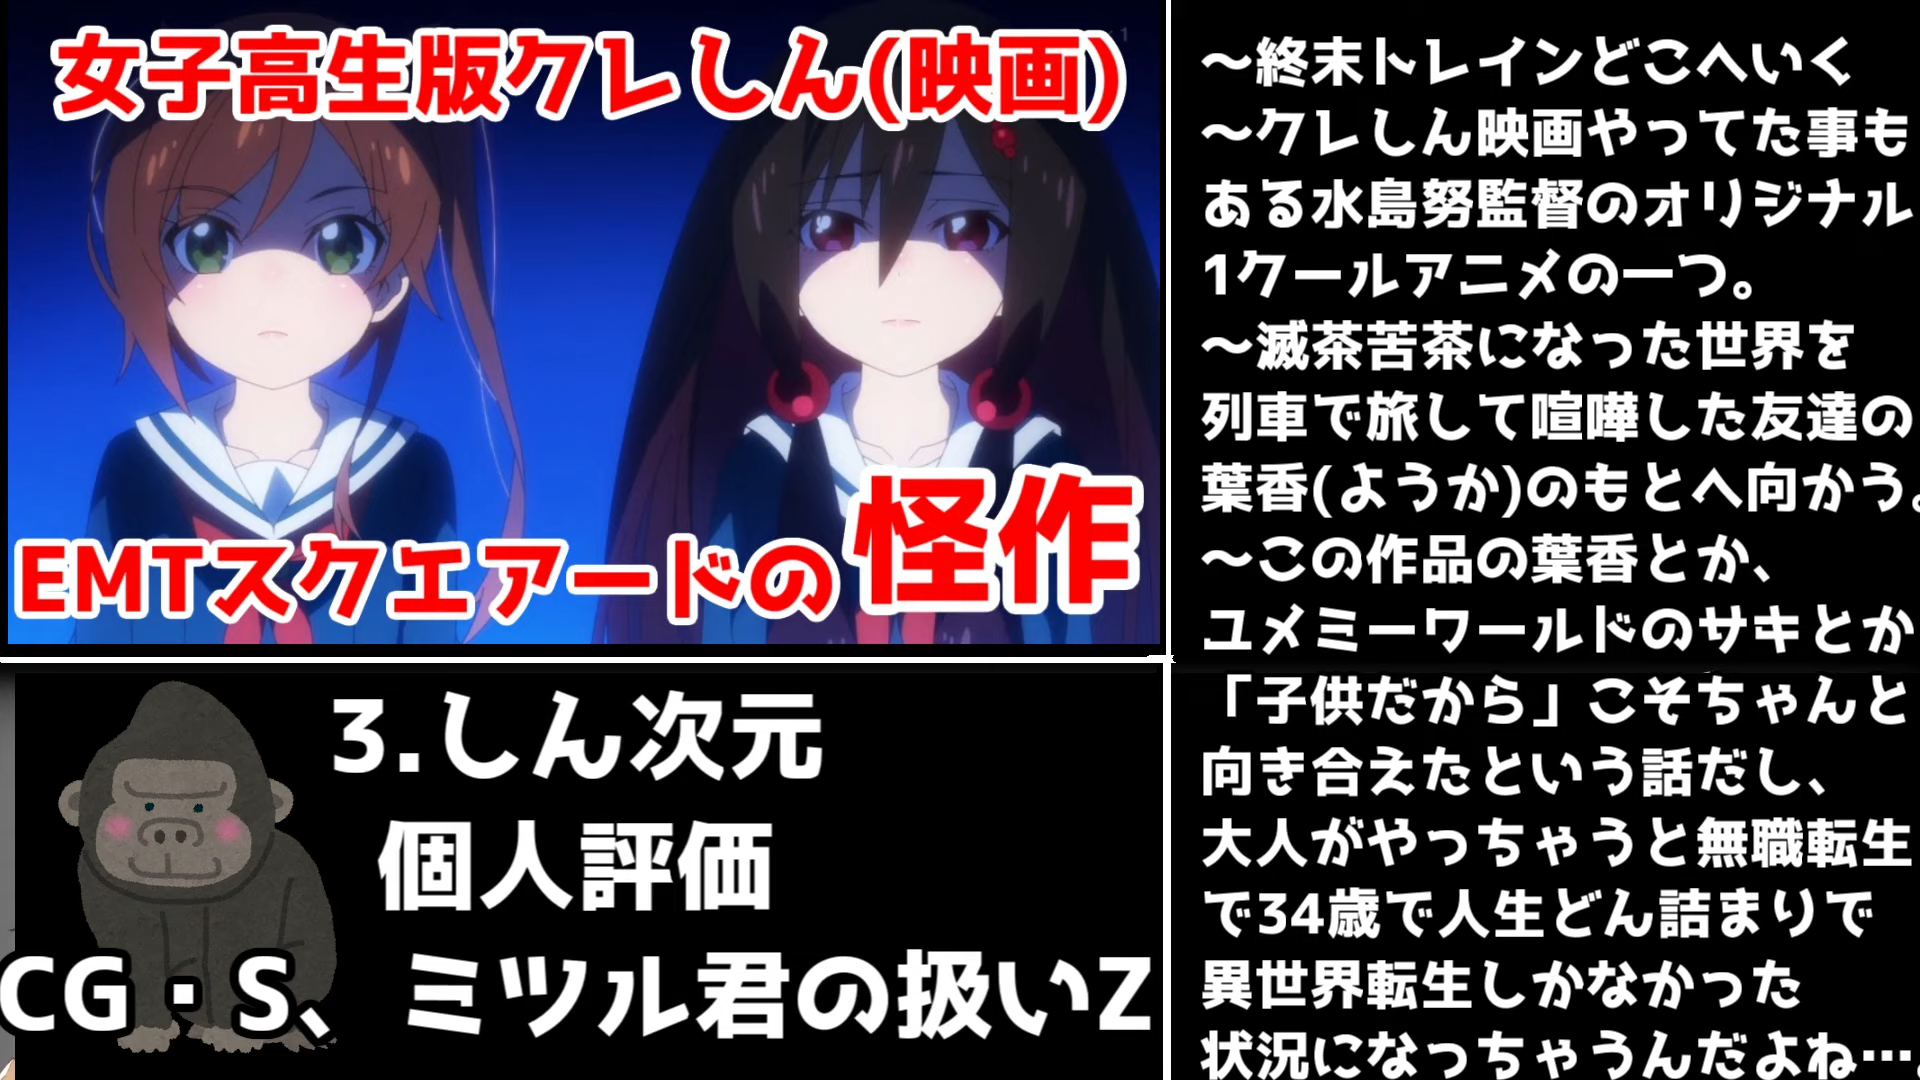 女子高生版クレしん(映画)
EMTスクエアードの怪作
3.しん次元
個人評価
CG・S、ミツル君の扱いZ
～終末トレインどこへいく
～クレしん映画やってた事も
ある水島努監督のオリジナル
1クールアニメの一つ。
～滅茶苦茶になった世界を
列車で旅して喧嘩した友達の
葉香(ようか)のもとへ向かう。
～この作品の葉香とか、
ユメミーワールドのサキとか
「子供だから」こそちゃんと
向き合えたという話だし、
大人がやっちゃうと無職転生
で34歳で人生どん詰まりで
異世界転生しかなかった
状況になっちゃうんだよね…。